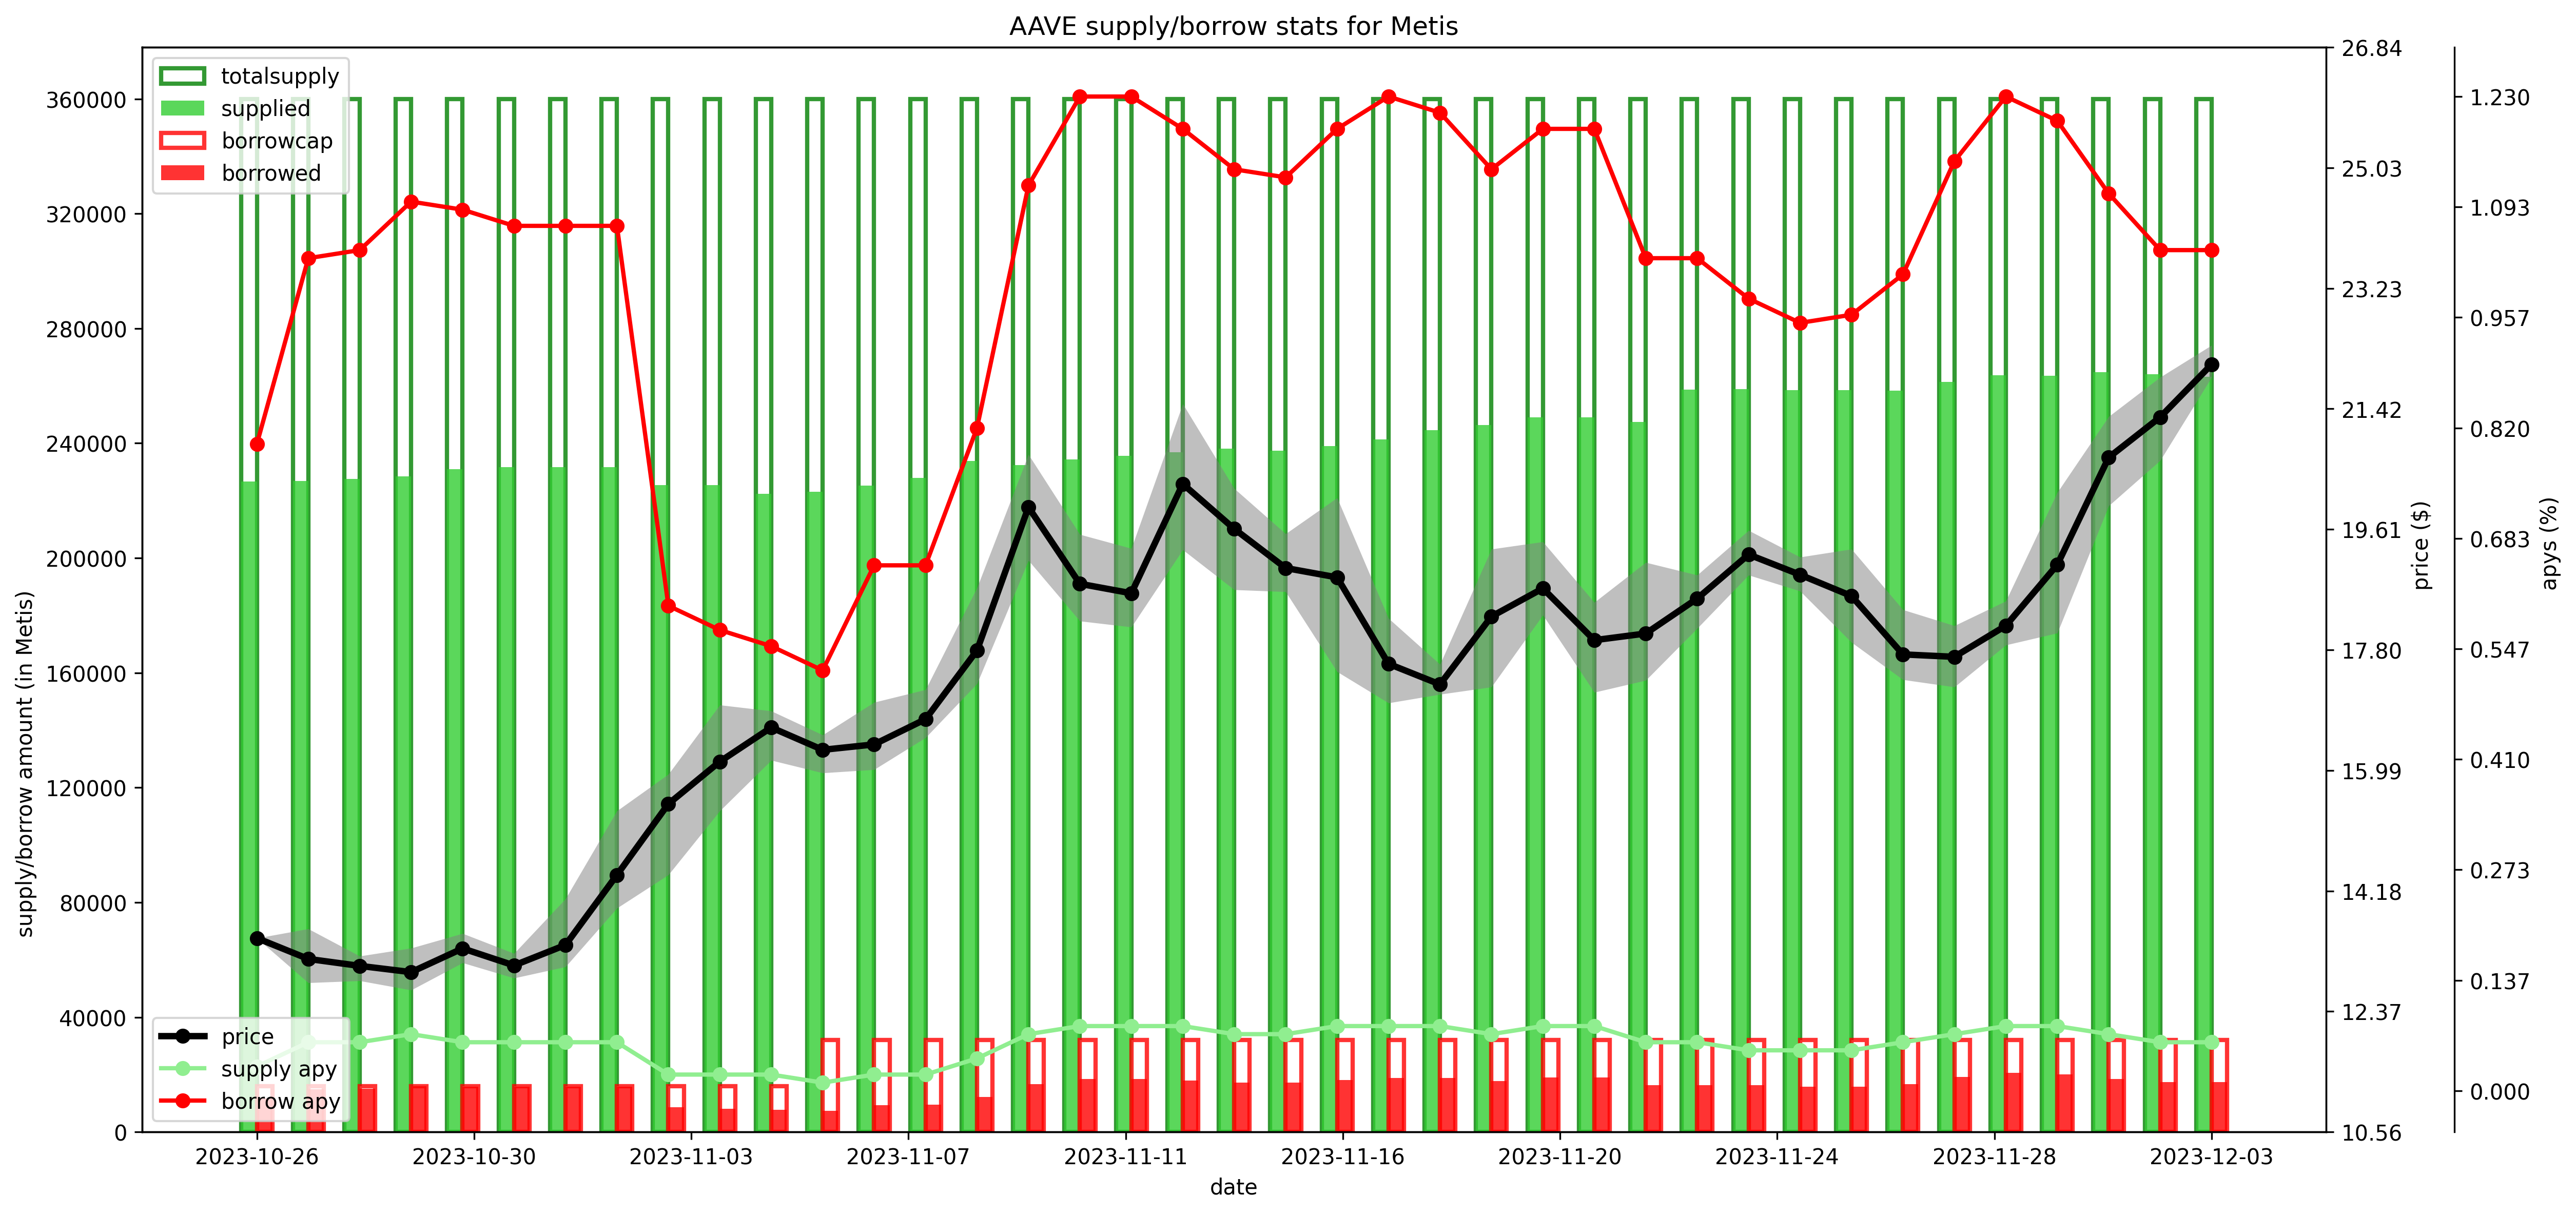 AAVE supply/borrow stats for Metis
totalsupply
supplied
borrowcap
borrowed
price
supply apy
borrow apy
supply/borrow amount (in Metis)
360000
320000
280000
240000
200000
160000
120000
80000
40000
0
26.84
25.03
23.23
21.42
19.61
17.80
15.99
14.18
12.37
10.56
price ($)
1.230
1.093
0.957
0.820
0.683
0.547
0.410
0.273
0.137
0.000
apys (%)
2023-10-26 2023-10-30 2023-11-03 2023-11-07 2023-11-11 2023-11-16 2023-11-20 2023-11-24 2023-11-28 2023-12-03
date